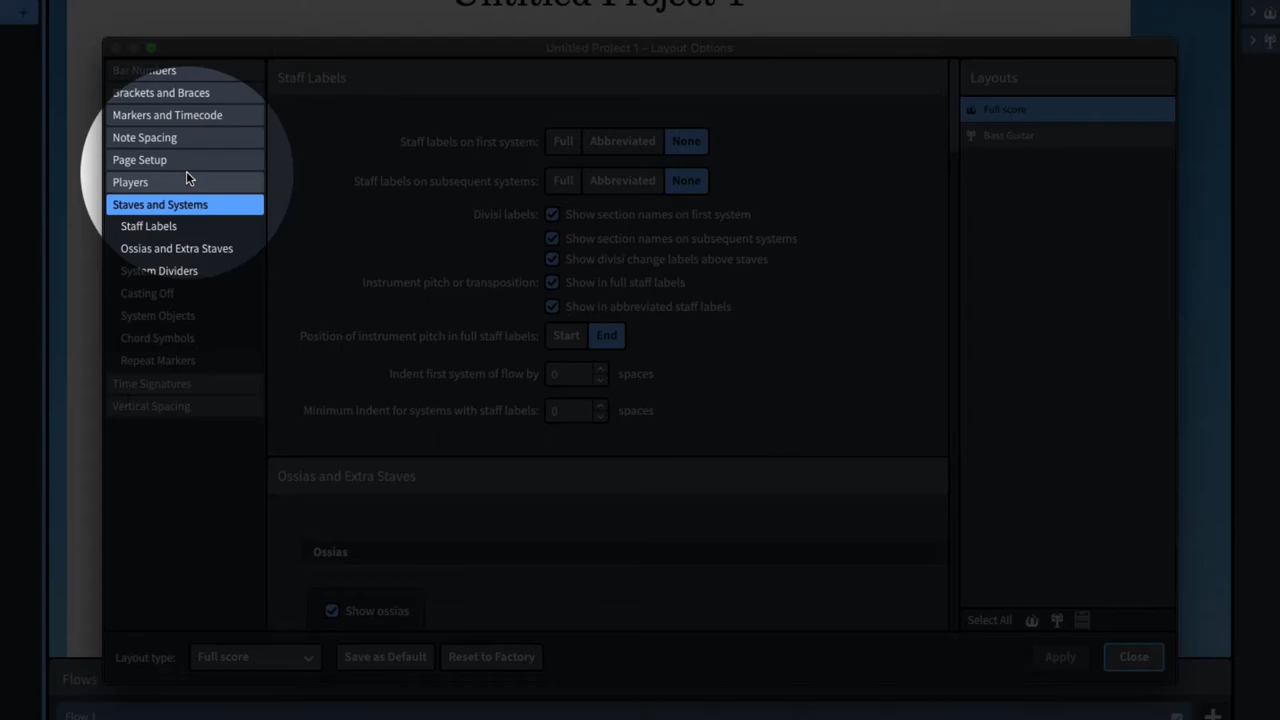 Untitled Project 1
Untitled Project 1 - Layout Options
Bar Numbers
Brackets and Braces
Markers and Timecode
Note Spacing
Page Setup
Players
Staves and Systems
Staff Labels
Ossias and Extra Staves
System Dividers
Casting Off
System Objects
Chord Symbols
Repeat Markers
Time Signatures
Vertical Spacing
Staff Labels
Staff labels on first system: Full Abbreviated None
Staff labels on subsequent systems: Full Abbreviated None
Divisi labels: Show section names on first system
Show section names on subsequent systems
Show divisi change labels above staves
Instrument pitch or transposition: Show in full staff labels
Show in abbreviated staff labels
Position of instrument pitch in full staff labels: Start End
Indent first system of flow by 0 spaces
Minimum indent for systems with staff labels: 0 spaces
Ossias and Extra Staves
Ossias
Show ossias
Layouts
Full score
Bass Guitar
Select All
Layout type: Full score Save as Default Reset to Factory Apply Close
Flows
Flow 1